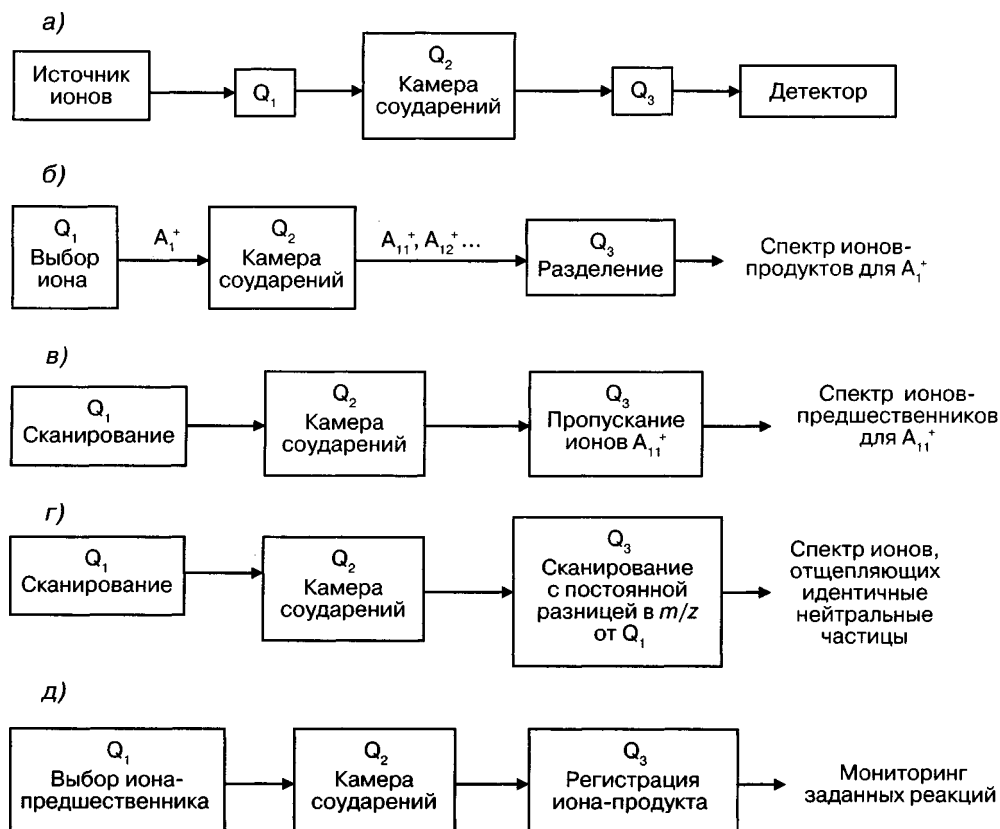 а)
Источник
ионов
Q₁
Q₂
Камера
соударений
Q₃
Детектор
б)
Q₁
Выбор
иона
A₁⁺
Q₂
Камера
соударений
A₁₁⁺, A₁₂⁺...
Q₃
Разделение
Спектр ионов-
продуктов для A₁⁺
в)
Q₁
Сканирование
Q₂
Камера
соударений
Q₃
Пропускание
ионов A₁₁⁺
Спектр ионов-
предшественников
для A₁₁⁺
г)
Q₁
Сканирование
Q₂
Камера
соударений
Q₃
Сканирование
с постоянной
разницей в m/z
от Q₁
Спектр ионов,
отщепляющих
идентичные
нейтральные
частицы
д)
Q₁
Выбор иона-
предшественника
Q₂
Камера
соударений
Q₃
Регистрация
иона-продукта
Мониторинг
заданных реакций